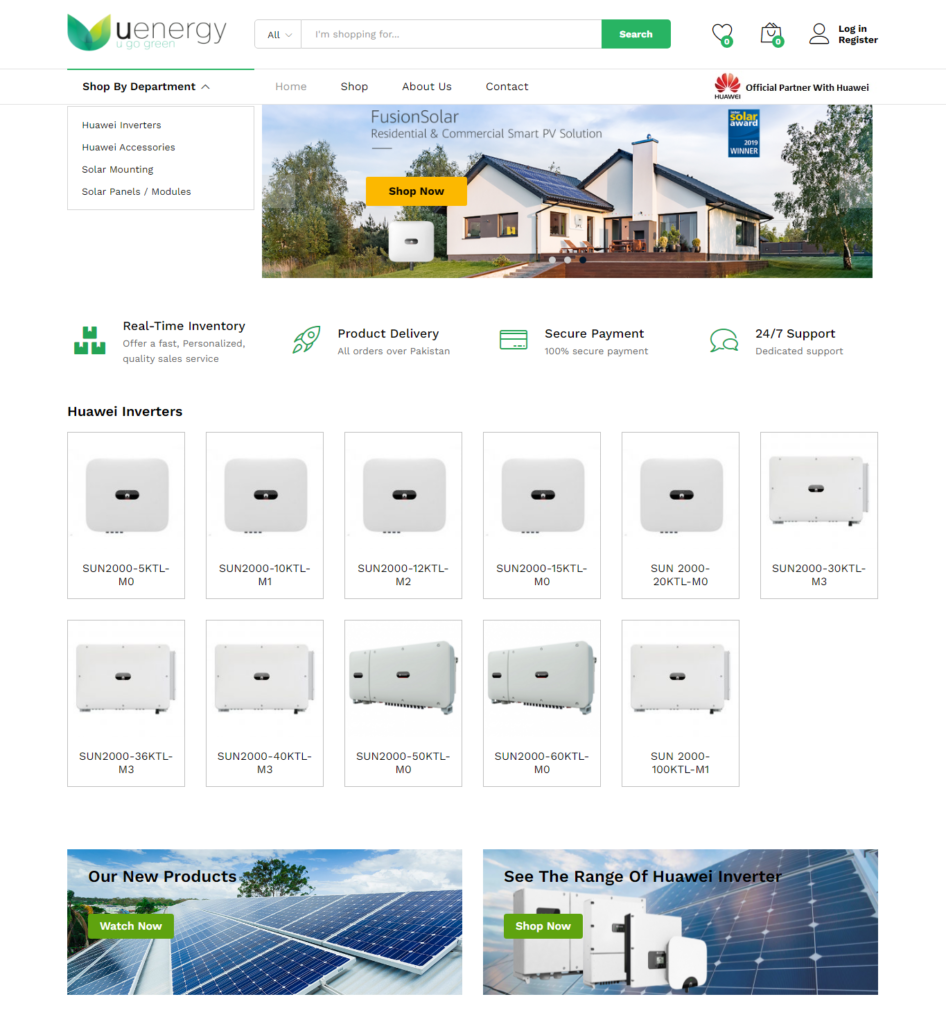 uenergy
u go green
All
I'm shopping for...
Search
0
0
Log in
Register
Shop By Department
Home
Shop
About Us
Contact
HUAWEI
Official Partner With Huawei
Huawei Inverters
Huawei Accessories
Solar Mounting
Solar Panels / Modules
FusionSolar
Residential & Commercial Smart PV Solution
Shop Now
solar
award
2019
WINNER
Real-Time Inventory
Offer a fast, Personalized,
quality sales service
Product Delivery
All orders over Pakistan
Secure Payment
100% secure payment
24/7 Support
Dedicated support
Huawei Inverters
SUN2000-5KTL-
M0
SUN2000-10KTL-
M1
SUN2000-12KTL-
M2
SUN2000-15KTL-
M0
SUN 2000-
20KTL-M0
SUN2000-30KTL-
M3
SUN2000-36KTL-
M3
SUN2000-40KTL-
M3
SUN2000-50KTL-
M0
SUN2000-60KTL-
M0
SUN 2000-
100KTL-M1
Our New Products
Watch Now
See The Range Of Huawei Inverter
Shop Now